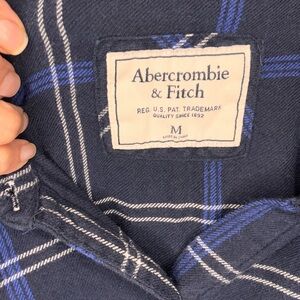 Abercrombie
& Fitch
REG. U.S. PAT. TRADEMARK
QUALITY SINCE 1892
M